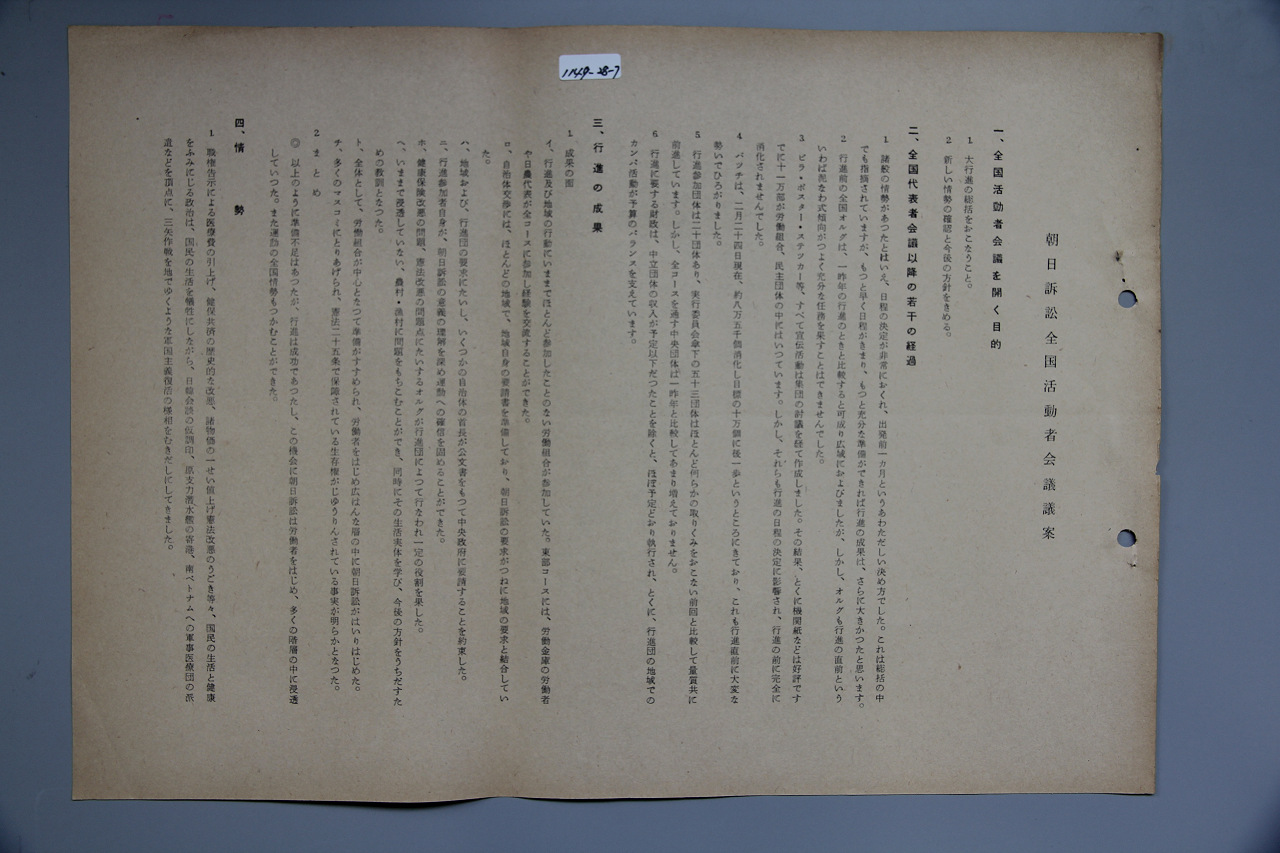 1149-28-7
朝日訴訟全国活動者会議議案
一、全国活動者会議を開く目的
1 大行進の総括をおこなうこと。
2 新しい情勢の確認と今後の方針をきめる。
二、全国代表者会議以降の若干の経過
1 諸般の情勢があつたとはいえ、日程の決定が非常におくれ、出発前一カ月というあわただしい決め方でした。これは総括の中
でも指摘されていますが、もつと早く日程がきまり、もつと充分な準備ができれば行進の成果は、さらに大きかつたと思います。
2 行進前の全国オルグは、一昨年の行進のときと比較すると可成り広域におよびましたが、しかし、オルグも行進の直前という
いわば泥なわ式傾向がつよく充分な任務を果すことはできませんでした。
3 ビラ・ポスター・ステッカー等、すべて宣伝活動は集団の討議を経て作成しました。その結果、とくに機関紙などは好評です
でに十一万部が労働組合、民主団体の中にはいつています。しかし、それらも行進の日程の決定に影響され、行進の前に完全に
消化されませんでした。
4 バツチは、二月二十四日現在、約八万五千個消化し目標の十万個に後一歩というところにきており、これも行進直前に大変な
勢いでひろがりました。
5 行進参加団体は二十団体あり、実行委員会傘下の五十三団体はほとんど何らかの取りくみをおこない前回と比較して量質共に
前進しています。しかし、全コースを通す中央団体は一昨年と比較してあまり増えておりません。
6 行進に要する財政は、中立団体の収入が予定以下だつたことを除くと、ほぼ予定どおり執行され、とくに、行進団の地域での
カンパ活動が予算のバランスを支えています。
三、行進の成果
1 成果の面
イ、行進及び地域の行動にいままでほとんど参加したことのない労働組合が参加していた。東部コースには、労働金庫の労働者
や日農代表が全コースに参加し経験を交流することができた。
ロ、自治体交渉には、ほとんどの地域で、地域自身の要請書を準備しており、朝日訴訟の要求がつねに地域の要求と結合してい
た。
ハ、地域および、行進団の要求にたいし、いくつかの自治体の首長が公文書をもつて中央政府に要請することを約束した。
ニ、行進参加者自身が、朝日訴訟の意義の理解を深め運動への確信を固めることができた。
ホ、健康保険改悪の問題、憲法改悪の問題点にたいするオルグが行進団によつて行なわれ一定の役割を果した。
ヘ、いままで浸透していない、農村・漁村に問題をもちこむことができ、同時にその生活実体を学び、今後の方針をうちだすた
めの教訓となつた。
ト、全体として、労働組合が中心となつて準備がすすめられ、労働者をはじめ広はんな層の中に朝日訴訟がはいりはじめた。
チ、多くのマスコミにとりあげられ、憲法二十五条で保障されている生存権がじゆうりんされている事実が明らかとなつた。
2 まとめ
◎ 以上のように準備不足はあつたが、行進は成功であつたし、この機会に朝日訴訟は労働者をはじめ、多くの階層の中に浸透
していつた。また運動の全国情勢もつかむことができた。
四、情勢
1 職権告示による医療費の引上げ、健保共済の歴史的な改悪、諸物価の一せい値上げ憲法改悪のうごき等々、国民の生活と健康
をふみにじる政治は、国民の生活を犠牲にしながら、日韓会談の仮調印、原支力潜水艦の寄港、南ベトナムへの軍事医療団の派
遣などを頂点に、三矢作戦を地でゆくような軍国主義復活の様相をむきだしにしてきました。